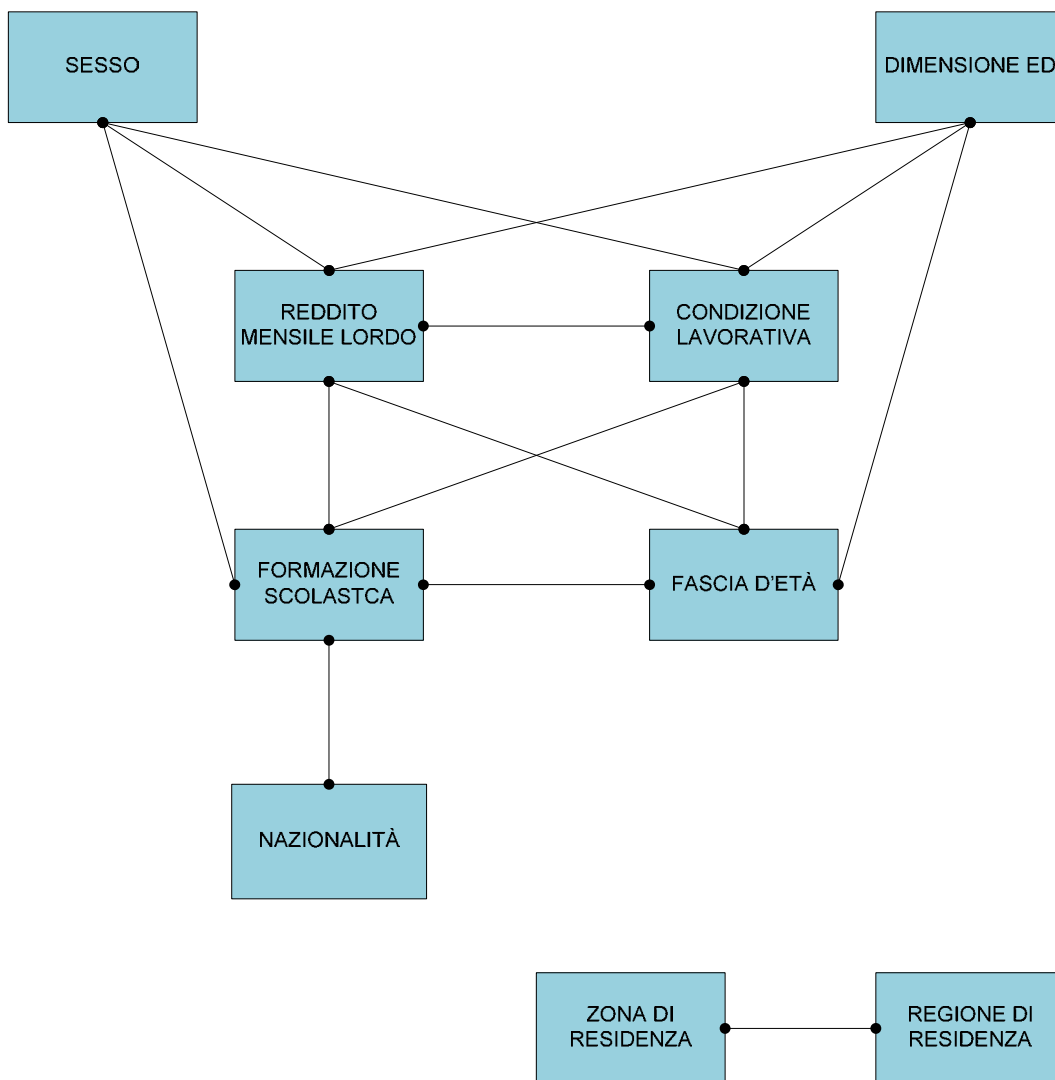 SESSO
DIMENSIONE ED
REDDITO
MENSILE LORDO
CONDIZIONE
LAVORATIVA
FORMAZIONE
SCOLASTCA
FASCIA D'ETÀ
NAZIONALITÀ
ZONA DI
RESIDENZA
REGIONE DI
RESIDENZA